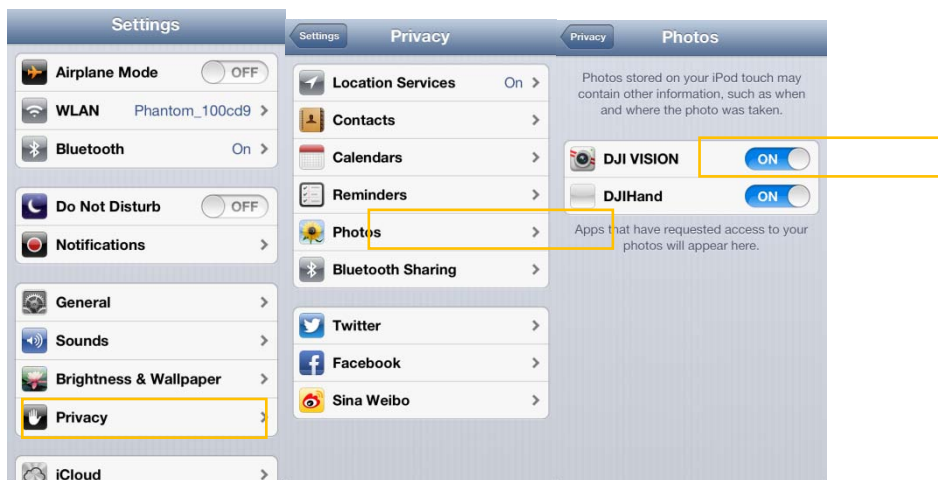 Settings
Airplane Mode OFF
WLAN Phantom_100cd9
Bluetooth On
Do Not Disturb OFF
Notifications
General
Sounds
Brightness & Wallpaper
Privacy
iCloud
Settings Privacy
Location Services On
Contacts
Calendars
Reminders
Photos
Bluetooth Sharing
Twitter
Facebook
Sina Weibo
Privacy Photos
Photos stored on your iPod touch may
contain other information, such as when
and where the photo was taken.
DJI VISION ON
DJIHand ON
Apps that have requested access to your
photos will appear here.